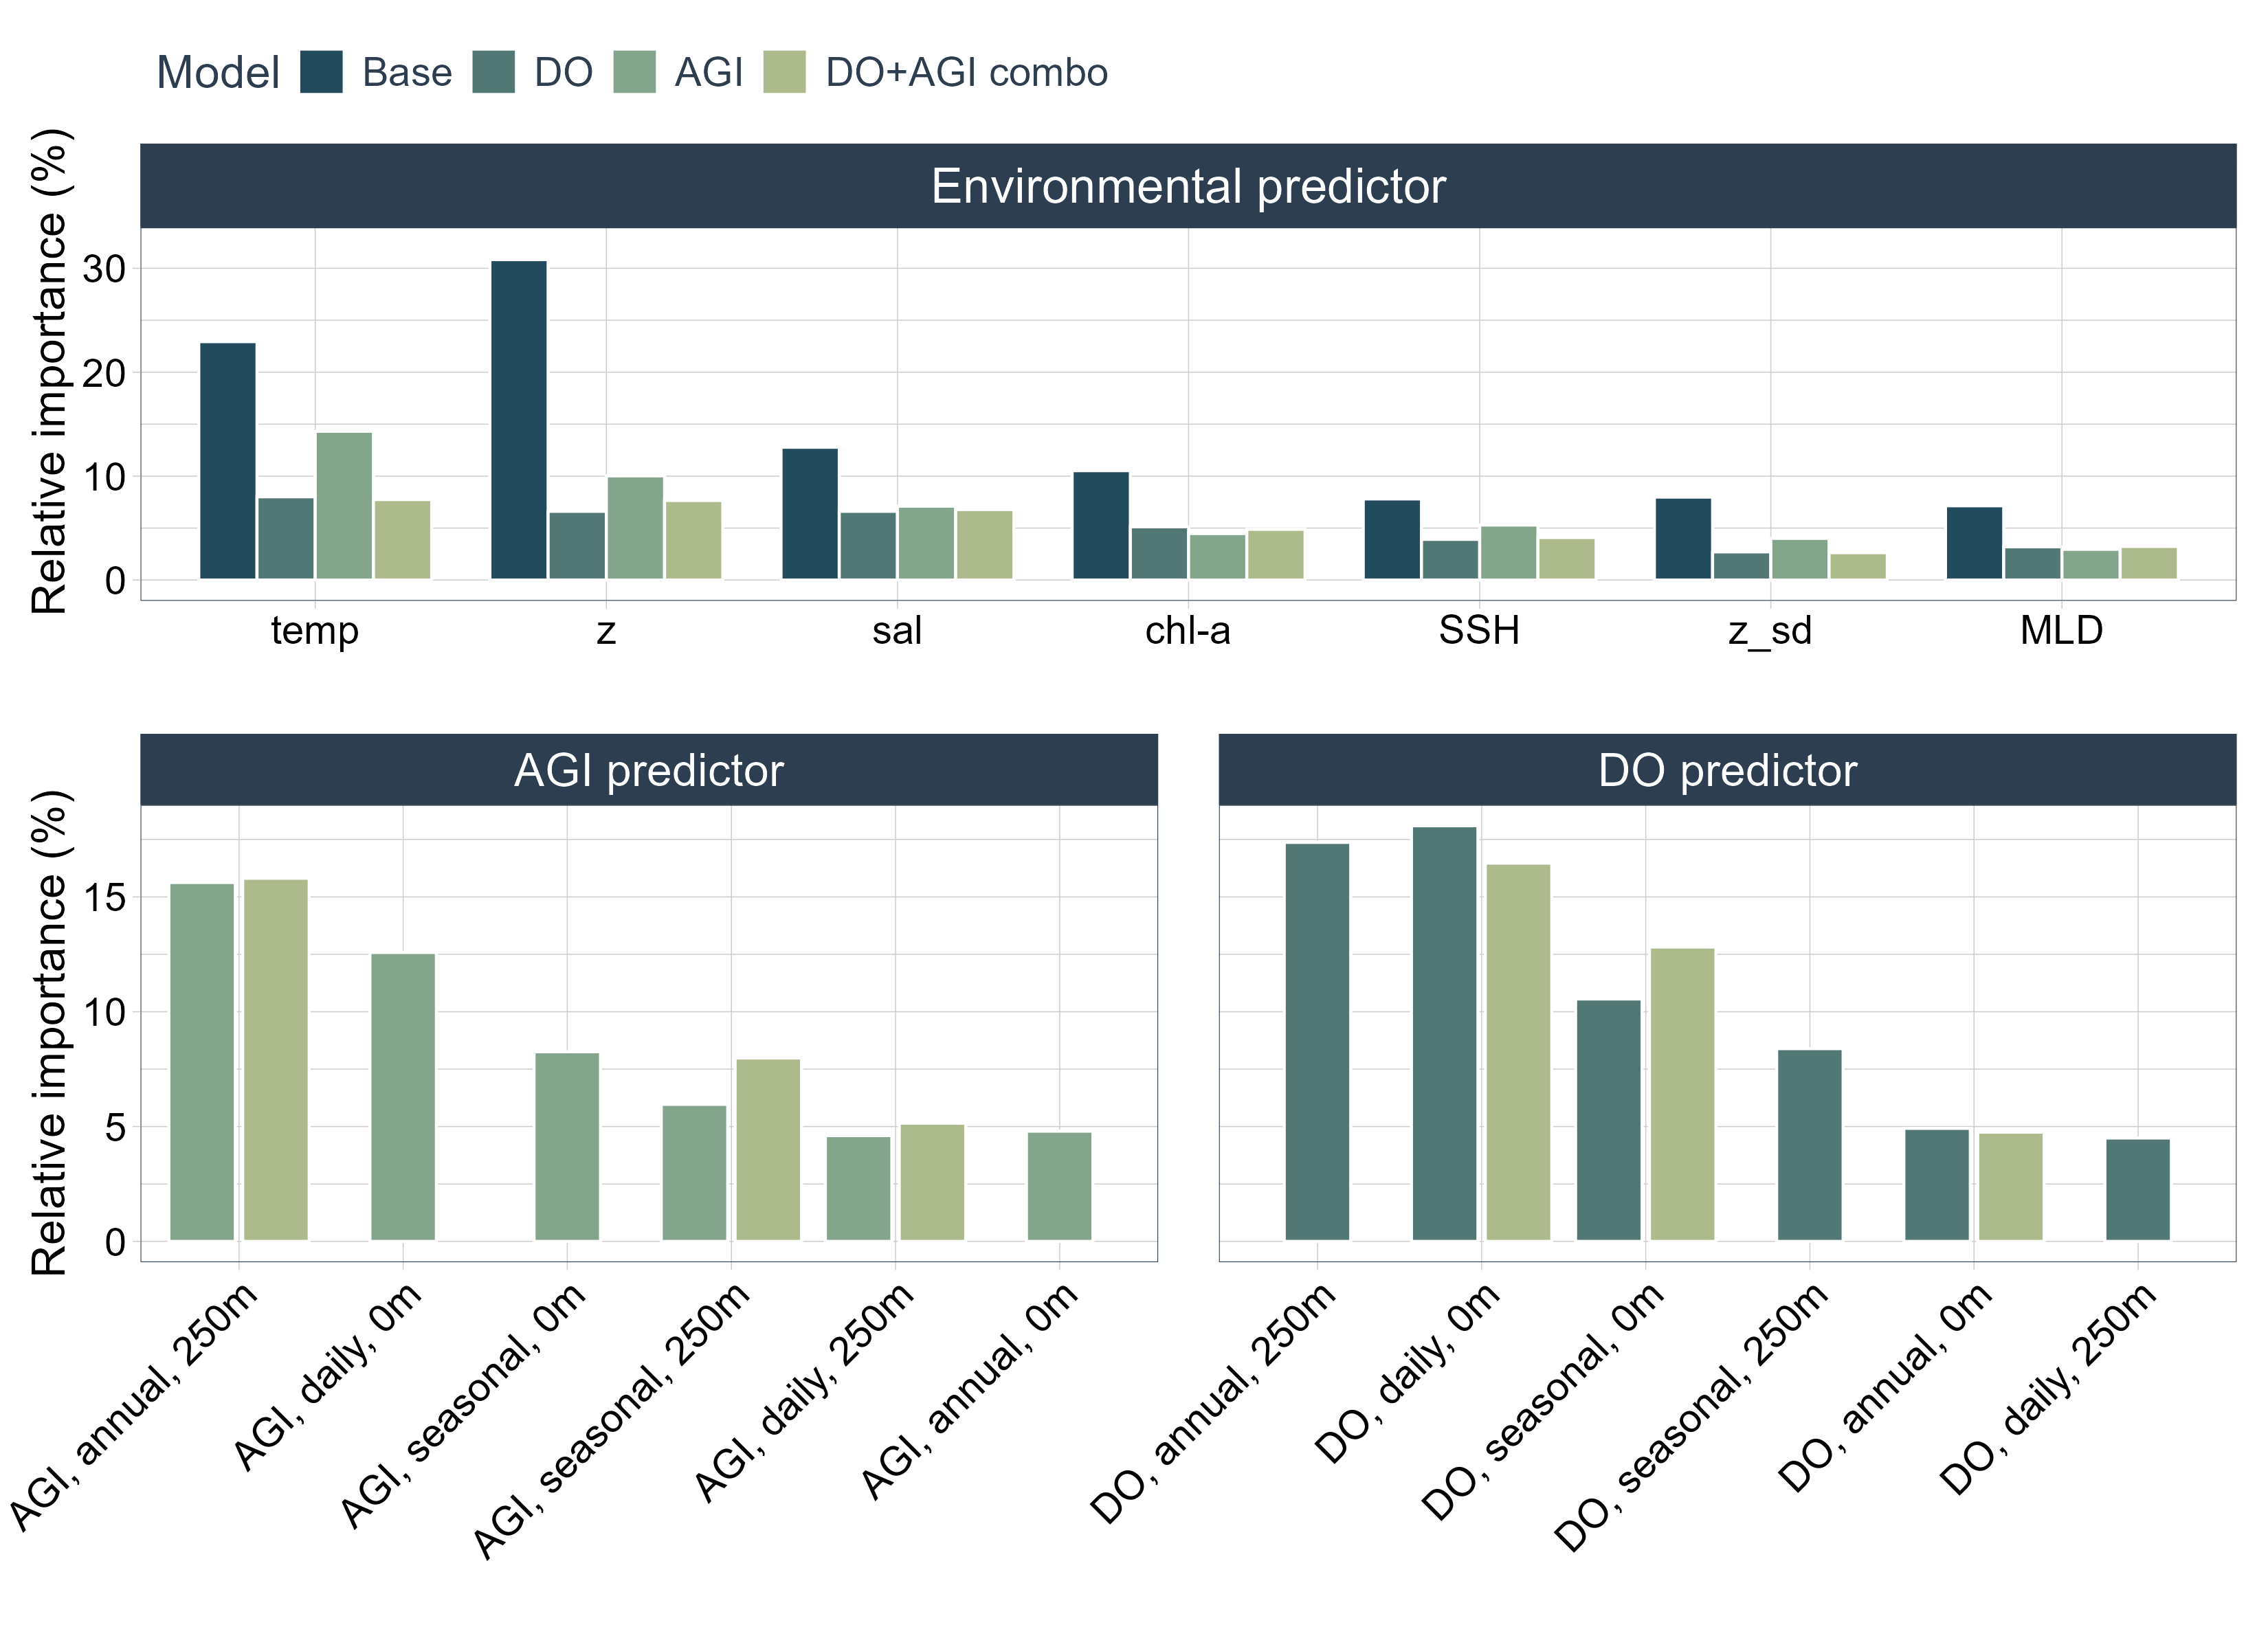 Model Base DO AGI DO+AGI combo
Environmental predictor
Relative importance (%)
30
20
10
0
temp z sal chl-a SSH z_sd MLD
AGI predictor
DO predictor
Relative importance (%)
15
10
5
0
AGI, annual, 250m
AGI, daily, 0m
AGI, seasonal, 0m
AGI, seasonal, 250m
AGI, daily, 250m
AGI, annual, 0m
DO, annual, 250m
DO, daily, 0m
DO, seasonal, 0m
DO, seasonal, 250m
DO, annual, 0m
DO, daily, 250m